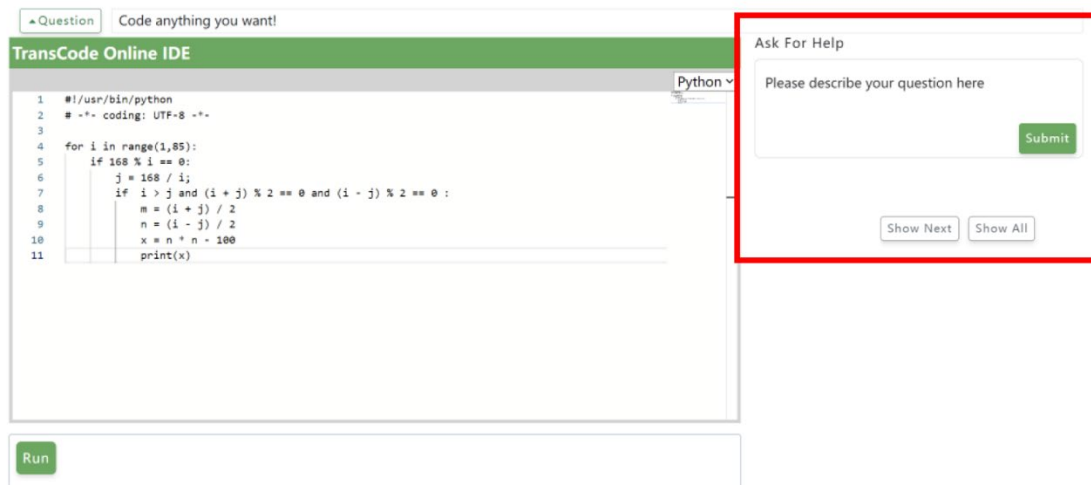 ▲Question Code anything you want!
TransCode Online IDE
Python
1 #!/usr/bin/python
2 # -*- coding: UTF-8 -*-
3
4 for i in range(1,85):
5     if 168 % i == 0:
6         j = 168 / i;
7         if  i > j and (i + j) % 2 == 0 and (i - j) % 2 == 0 :
8             m = (i + j) / 2
9             n = (i - j) / 2
10             x = n * n - 100
11             print(x)
Run
Ask For Help
Please describe your question here
Submit
Show Next Show All